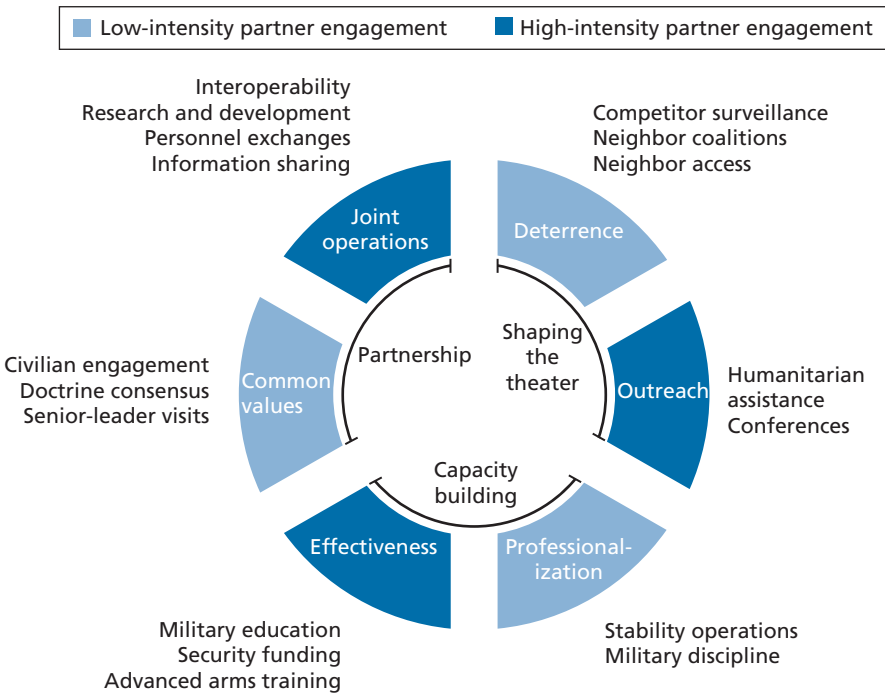 Low-intensity partner engagement
High-intensity partner engagement
Interoperability
Research and development
Personnel exchanges
Information sharing
Competitor surveillance
Neighbor coalitions
Neighbor access
Joint
operations
Deterrence
Partnership
Shaping
the
theater
Civilian engagement
Doctrine consensus
Senior-leader visits
Common
values
Outreach
Humanitarian
assistance
Conferences
Capacity
building
Effectiveness
Professional-
ization
Military education
Security funding
Advanced arms training
Stability operations
Military discipline